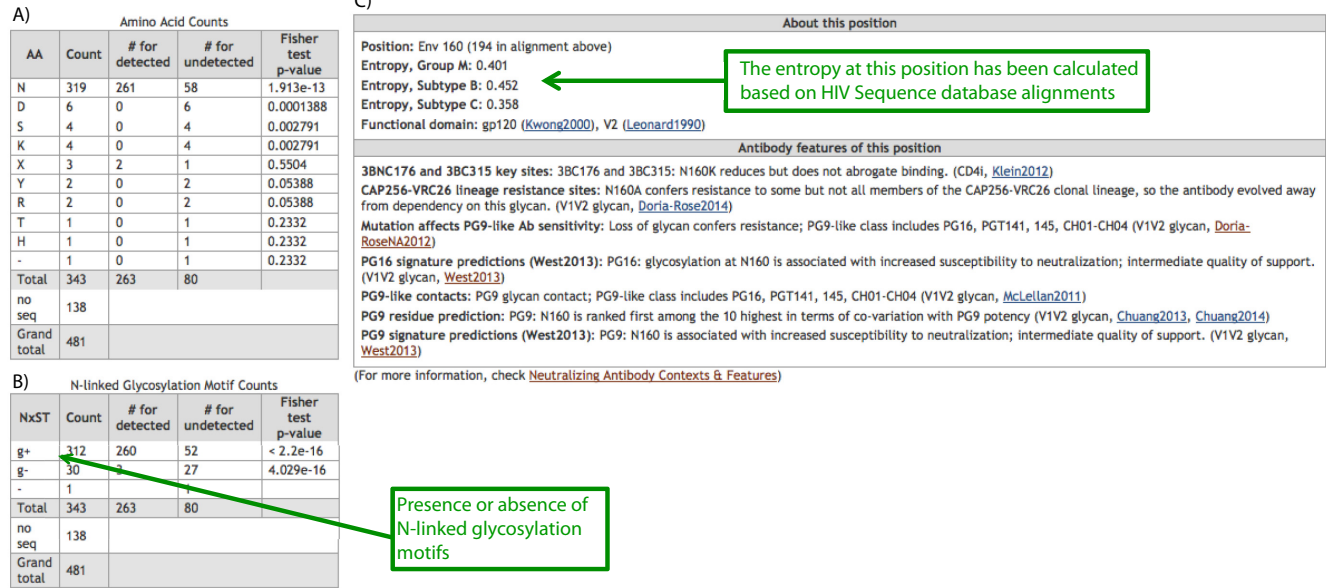 A)
Amino Acid Counts
AA Count # for detected # for undetected Fisher test p-value
N 319 261 58 1.913e-13
D 6 0 6 0.0001388
S 4 0 4 0.002791
K 4 0 4 0.002791
X 3 2 1 0.5504
Y 2 0 2 0.05388
R 2 0 2 0.05388
T 1 0 1 0.2332
H 1 0 1 0.2332
- 1 0 1 0.2332
Total 343 263 80
no seq 138
Grand total 481
B)
N-linked Glycosylation Motif Counts
NxST Count # for detected # for undetected Fisher test p-value
g+ 312 260 52 < 2.2e-16
g- 30 3 27 4.029e-16
- 1 1
Total 343 263 80
no seq 138
Grand total 481
Presence or absence of
N-linked glycosylation
motifs
C)
About this position
Position: Env 160 (194 in alignment above)
Entropy, Group M: 0.401
Entropy, Subtype B: 0.452
Entropy, Subtype C: 0.358
Functional domain: gp120 (Kwong2000), V2 (Leonard1990)
The entropy at this position has been calculated
based on HIV Sequence database alignments
Antibody features of this position
3BNC176 and 3BC315 key sites: 3BC176 and 3BC315: N160K reduces but does not abrogate binding. (CD4i, Klein2012)
CAP256-VRC26 lineage resistance sites: N160A confers resistance to some but not all members of the CAP256-VRC26 clonal lineage, so the antibody evolved away
from dependency on this glycan. (V1V2 glycan, Doria-Rose2014)
Mutation affects PG9-like Ab sensitivity: Loss of glycan confers resistance; PG9-like class includes PG16, PGT141, 145, CH01-CH04 (V1V2 glycan, Doria-
RoseNA2012)
PG16 signature predictions (West2013): PG16: glycosylation at N160 is associated with increased susceptibility to neutralization; intermediate quality of support.
(V1V2 glycan, West2013)
PG9-like contacts: PG9 glycan contact; PG9-like class includes PG16, PGT141, 145, CH01-CH04 (V1V2 glycan, McLellan2011)
PG9 residue prediction: PG9: N160 is ranked first among the 10 highest in terms of co-variation with PG9 potency (V1V2 glycan, Chuang2013, Chuang2014)
PG9 signature predictions (West2013): PG9: N160 is associated with increased susceptibility to neutralization; intermediate quality of support. (V1V2 glycan,
West2013)
(For more information, check Neutralizing Antibody Contexts & Features)